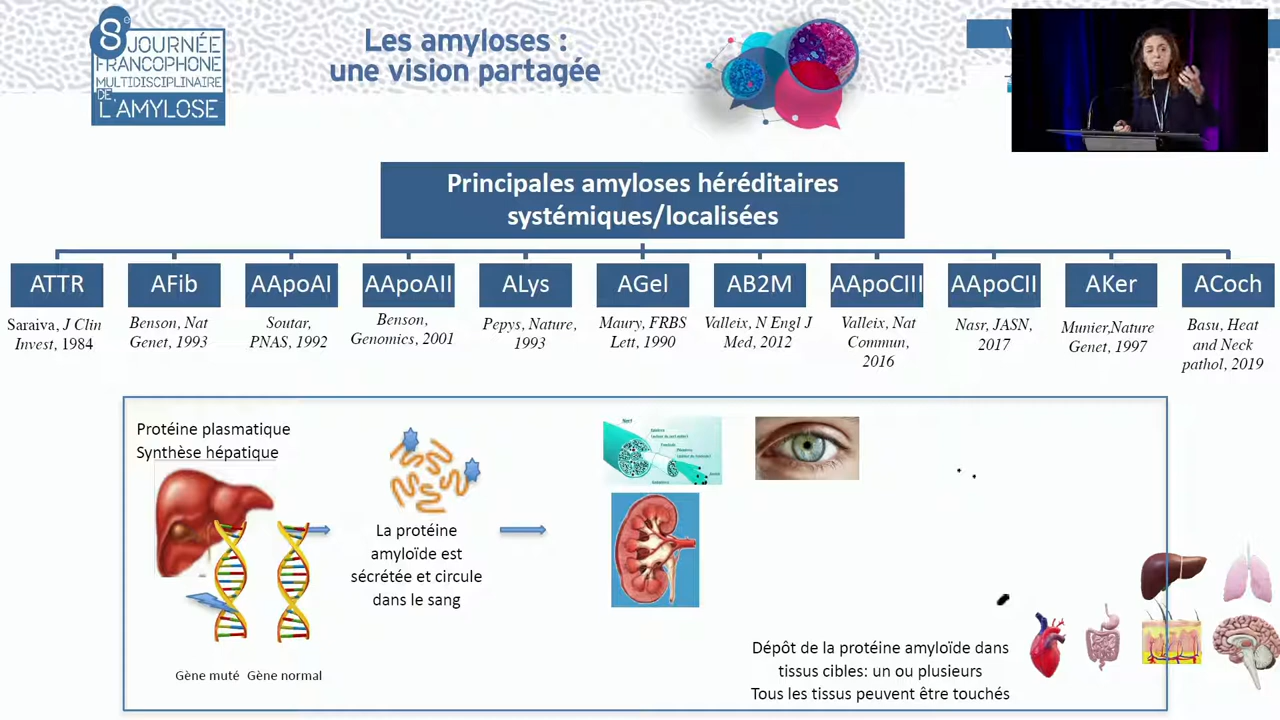 8e
JOURNÉE
FRANCOPHONE
MULTIDISCIPLINAIRE
DE
L'AMYLOSE
Les amyloses :
une vision partagée
Principales amyloses héréditaires
systémiques/localisées
ATTR
AFib
AApoAI
AApoAII
ALys
AGel
AB2M
AApoCIII
AApoCII
AKer
ACoch
Saraiva, J Clin
Invest, 1984
Benson, Nat
Genet, 1993
Soutar,
PNAS, 1992
Benson,
Genomics, 2001
Pepys, Nature,
1993
Maury, FRBS
Lett, 1990
Valleix, N Engl J
Med, 2012
Valleix, Nat
Commun,
2016
Nasr, JASN,
2017
Munier,Nature
Genet, 1997
Basu, Heat
and Neck
pathol, 2019
Protéine plasmatique
Synthèse hépatique
La protéine
amyloïde est
sécrétée et circule
dans le sang
Gène muté Gène normal
Nerf
Dépôt de la protéine amyloïde dans
tissus cibles: un ou plusieurs
Tous les tissus peuvent être touchés